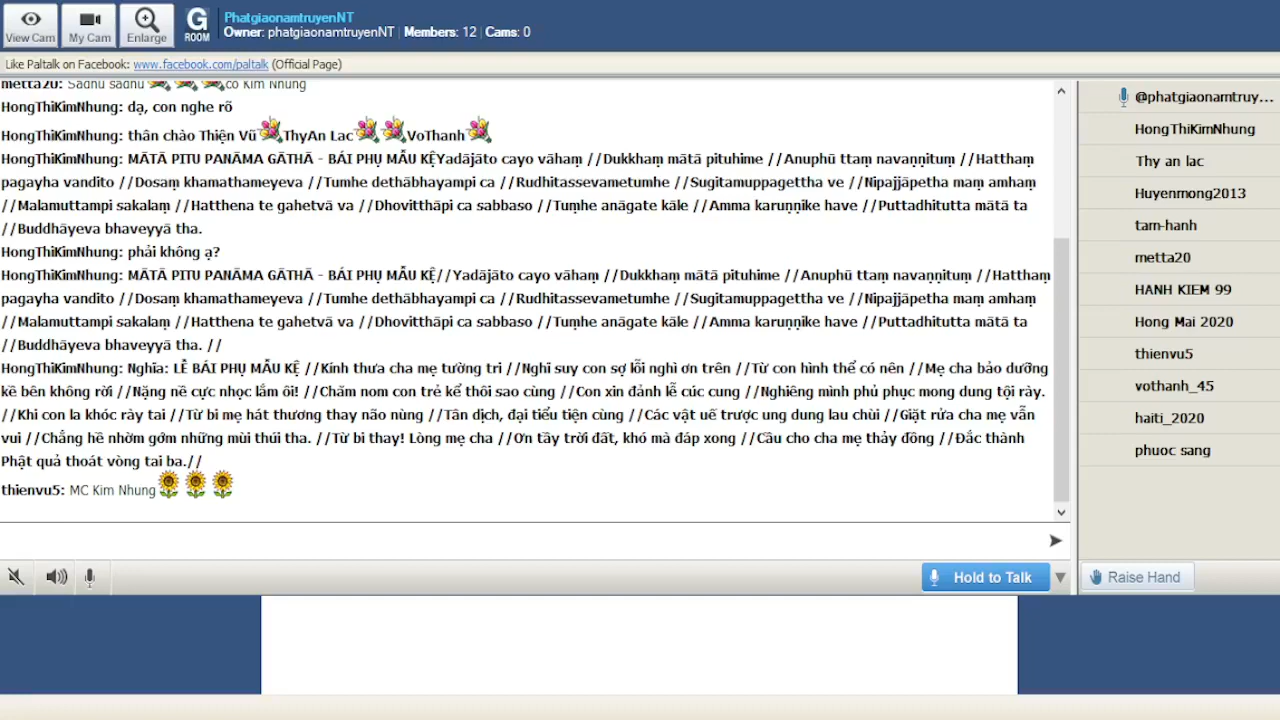 View Cam
My Cam
Enlarge
G
ROOM
PhatgiaonamtruyenNT
Owner: phatgiaonamtruyenNT | Members: 12 | Cams: 0
Like Paltalk on Facebook: www.facebook.com/paltalk (Official Page)
metta20: Sadhu sadhu cô Kim Nhung
HongThiKimNhung: dạ, con nghe rõ
HongThiKimNhung: thân chào Thiện Vũ ThyAn Lac VoThanh
HongThiKimNhung: MĀTĀ PITU PANĀMA GĀTHĀ - BÁI PHỤ MẪU KỆYadājāto cayo vāhaṃ //Dukkhaṃ mātā pituhime //Anuphū ttaṃ navaṇṇituṃ //Hatthaṃ
pagayha vandito //Dosaṃ khamathameyeva //Tumhe dethābhayampi ca //Rudhitassevametumhe //Sugitamuppagettha ve //Nipajjāpetha maṃ amhaṃ
//Malamuttampi sakalaṃ //Hatthena te gahetvā va //Dhovitthāpi ca sabbaso //Tuṃhe anāgate kāle //Amma karuṇṇike have //Puttadhitutta mātā ta
//Buddhāyeva bhaveyyā tha.
HongThiKimNhung: phải không ạ?
HongThiKimNhung: MĀTĀ PITU PANĀMA GĀTHĀ - BÁI PHỤ MẪU KỆ//Yadājāto cayo vāhaṃ //Dukkhaṃ mātā pituhime //Anuphū ttaṃ navaṇṇituṃ //Hatthaṃ
pagayha vandito //Dosaṃ khamathameyeva //Tumhe dethābhayampi ca //Rudhitassevametumhe //Sugitamuppagettha ve //Nipajjāpetha maṃ amhaṃ
//Malamuttampi sakalaṃ //Hatthena te gahetvā va //Dhovitthāpi ca sabbaso //Tuṃhe anāgate kāle //Amma karuṇṇike have //Puttadhitutta mātā ta
//Buddhāyeva bhaveyyā tha. //
HongThiKimNhung: Nghĩa: LỄ BÁI PHỤ MẪU KỆ //Kính thưa cha mẹ tường tri //Nghĩ suy con sợ lỗi nghì ơn trên //Từ con hình thể có nên //Mẹ cha bảo dưỡng
kề bên không rời //Nặng nề cực nhọc lắm ôi! //Chăm nom con trẻ kể thôi sao cùng //Con xin đảnh lễ cúc cung //Nghiêng mình phủ phục mong dung tội rày.
//Khi con la khóc rày tai //Từ bi mẹ hát thương thay não nùng //Tân dịch, đại tiểu tiện cùng //Các vật uế trược ung dung lau chùi //Giặt rửa cha mẹ vẫn
vui //Chẳng hề nhờm gớm những mùi thúi tha. //Từ bi thay! Lòng mẹ cha //Ơn tầy trời đất, khó mà đáp xong //Cầu cho cha mẹ thảy đồng //Đắc thành
Phật quả thoát vòng tai ba.//
thienvu5: MC Kim Nhung
@phatgiaonamtruy...
HongThiKimNhung
Thy an lac
Huyenmong2013
tam-hanh
metta20
HANH KIEM 99
Hong Mai 2020
thienvu5
vothanh_45
haiti_2020
phuoc sang
Hold to Talk
Raise Hand